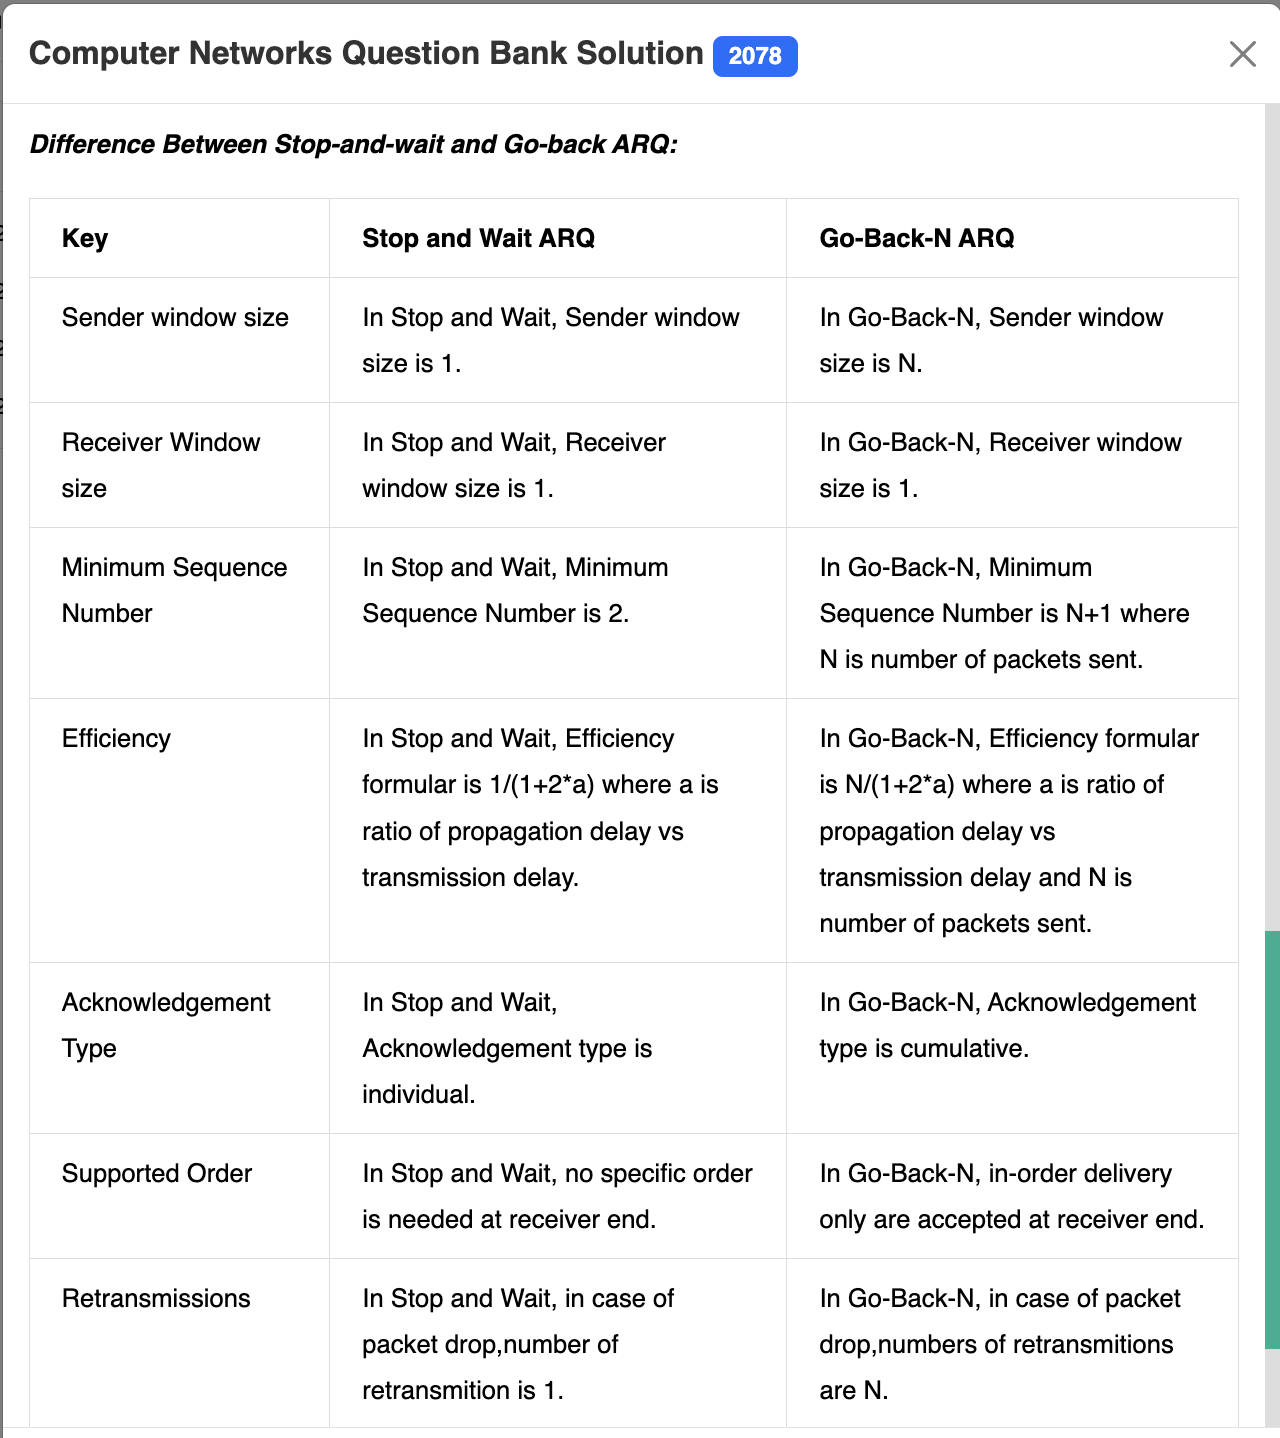 Computer Networks Question Bank Solution 2078
Difference Between Stop-and-wait and Go-back ARQ:
Key
Stop and Wait ARQ
Go-Back-N ARQ
Sender window size
In Stop and Wait, Sender window
size is 1.
In Go-Back-N, Sender window
size is N.
Receiver Window
size
In Stop and Wait, Receiver
window size is 1.
In Go-Back-N, Receiver window
size is 1.
Minimum Sequence
Number
In Stop and Wait, Minimum
Sequence Number is 2.
In Go-Back-N, Minimum
Sequence Number is N+1 where
N is number of packets sent.
Efficiency
In Stop and Wait, Efficiency
formular is 1/(1+2*a) where a is
ratio of propagation delay vs
transmission delay.
In Go-Back-N, Efficiency formular
is N/(1+2*a) where a is ratio of
propagation delay vs
transmission delay and N is
number of packets sent.
Acknowledgement
Type
In Stop and Wait,
Acknowledgement type is
individual.
In Go-Back-N, Acknowledgement
type is cumulative.
Supported Order
In Stop and Wait, no specific order
is needed at receiver end.
In Go-Back-N, in-order delivery
only are accepted at receiver end.
Retransmissions
In Stop and Wait, in case of
packet drop,number of
retransmition is 1.
In Go-Back-N, in case of packet
drop,numbers of retransmitions
are N.